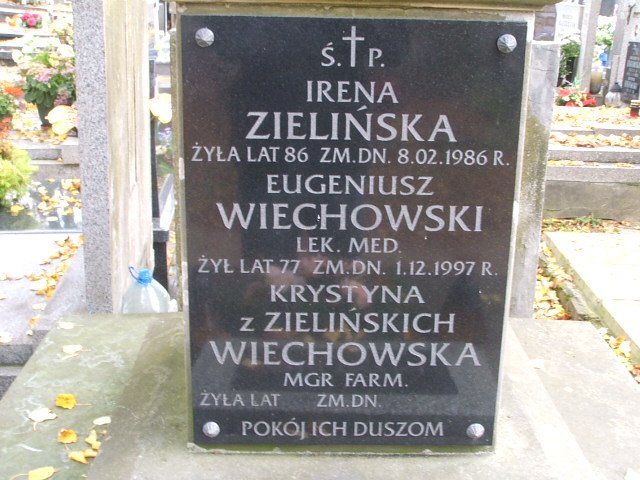 Ś. P.
IRENA
ZIELIŃSKA
ŻYŁA LAT 86 ZM. DN. 8.02.1986 R.
EUGENIUSZ
WIECHOWSKI
LEK. MED.
ŻYŁ LAT 77 ZM. DN. 1.12.1997 R.
KRYSTYNA
z ZIELIŃSKICH
WIECHOWSKA
MGR FARM.
ŻYŁA LAT ZM. DN.
POKÓJ ICH DUSZOM